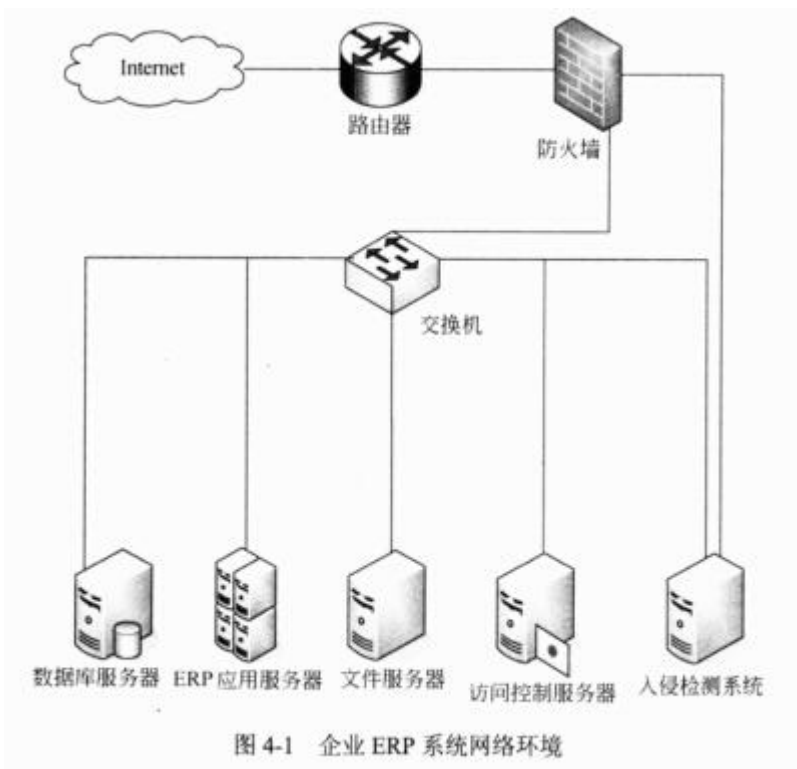 Internet
路由器
防火墙
交换机
数据库服务器
ERP 应用服务器
文件服务器
访问控制服务器
入侵检测系统
图 4-1 企业 ERP 系统网络环境